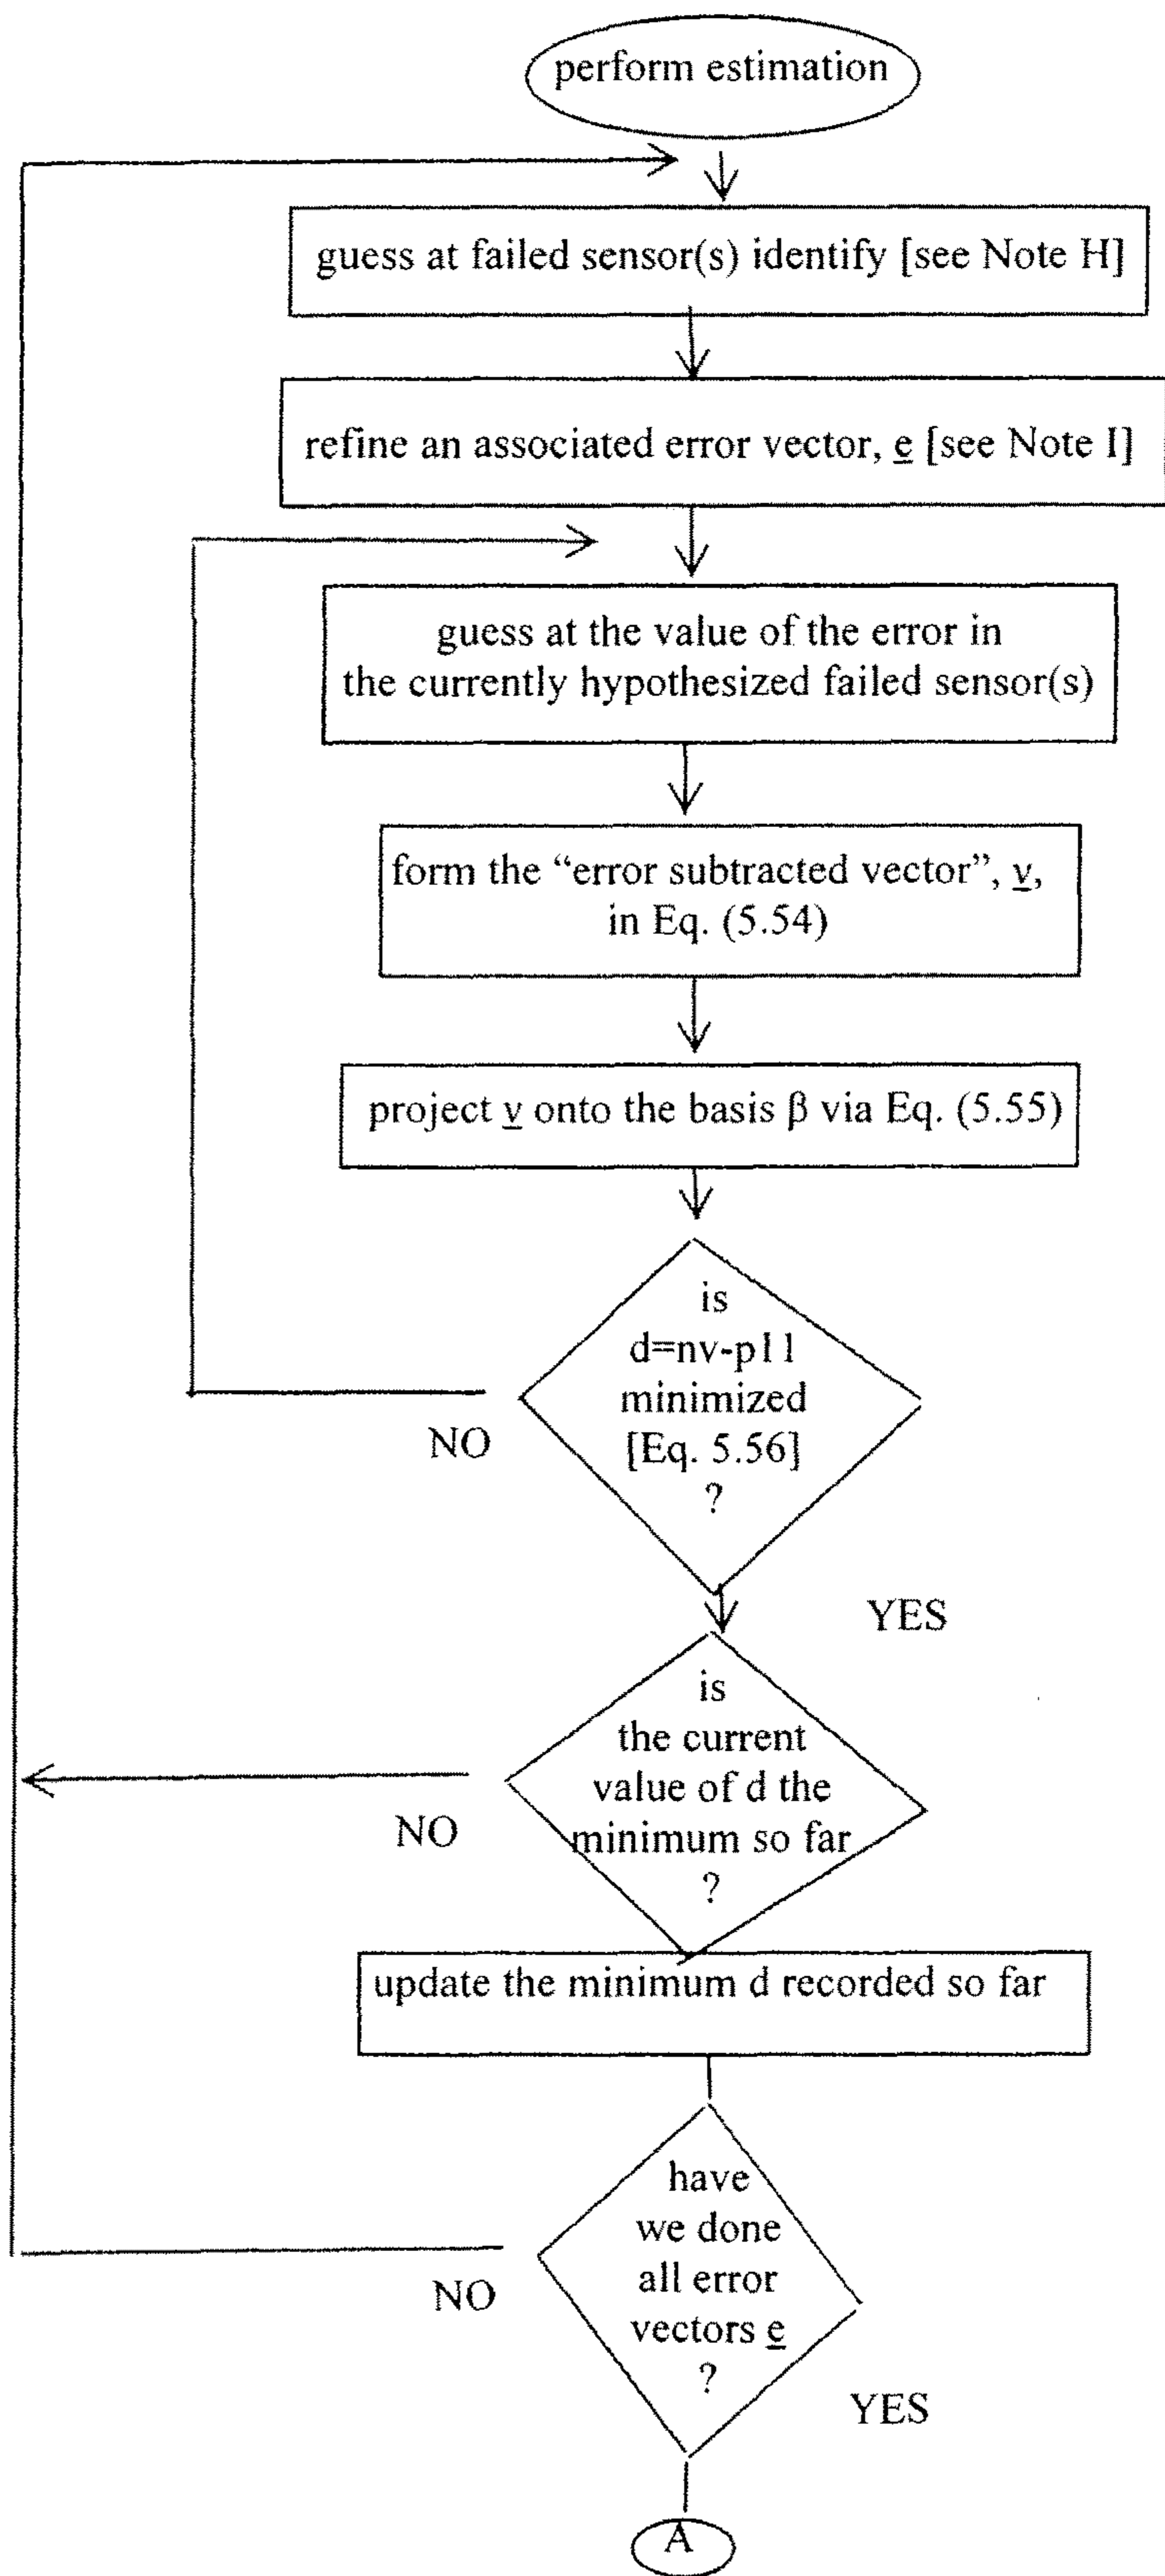 perform estimation
guess at failed sensor(s) identify [see Note H]
refine an associated error vector, e [see Note I]
guess at the value of the error in
the currently hypothesized failed sensor(s)
form the “error subtracted vector”, v,
in Eq. (5.54)
project v onto the basis β via Eq. (5.55)
is
d=nv-p11
minimized
[Eq. 5.56]
?
NO
YES
is
the current
value of d the
minimum so far
?
NO
update the minimum d recorded so far
have
we done
all error
vectors e
?
NO
YES
A